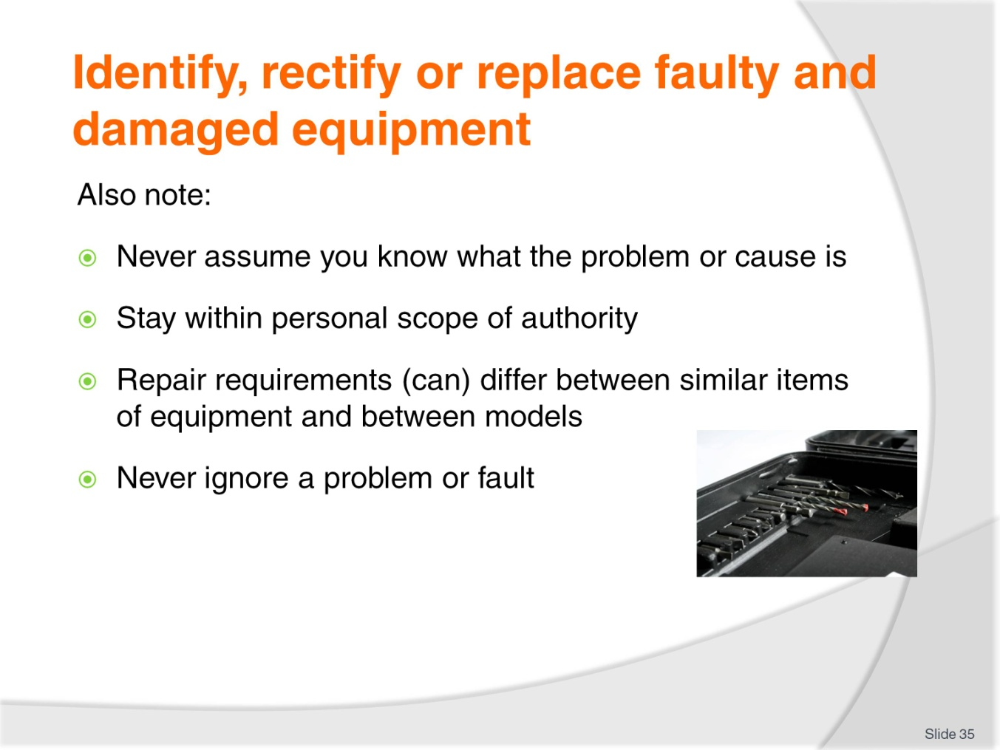 Identify, rectify or replace faulty and
damaged equipment
Also note:
Never assume you know what the problem or cause is
Stay within personal scope of authority
Repair requirements (can) differ between similar items
of equipment and between models
Never ignore a problem or fault
Slide 35